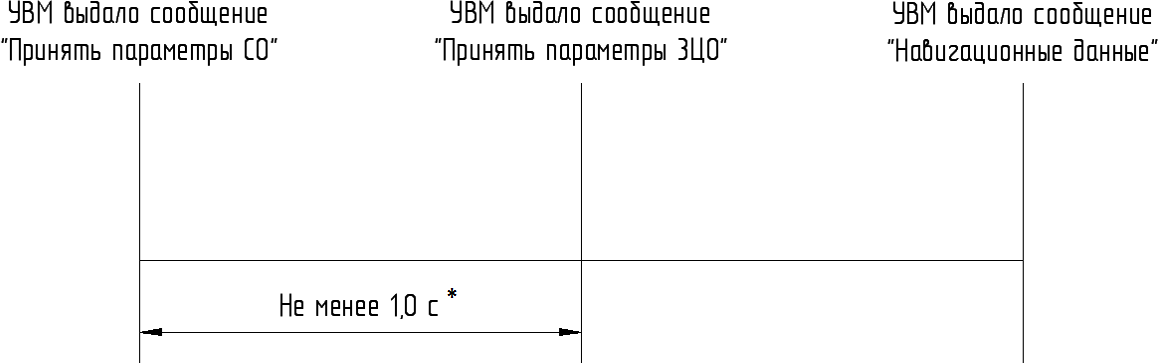 УВМ выдало сообщение
"Принять параметры СО"
УВМ выдало сообщение
"Принять параметры ЗЦО"
УВМ выдало сообщение
"Навигационные данные"
Не менее 1,0 с *